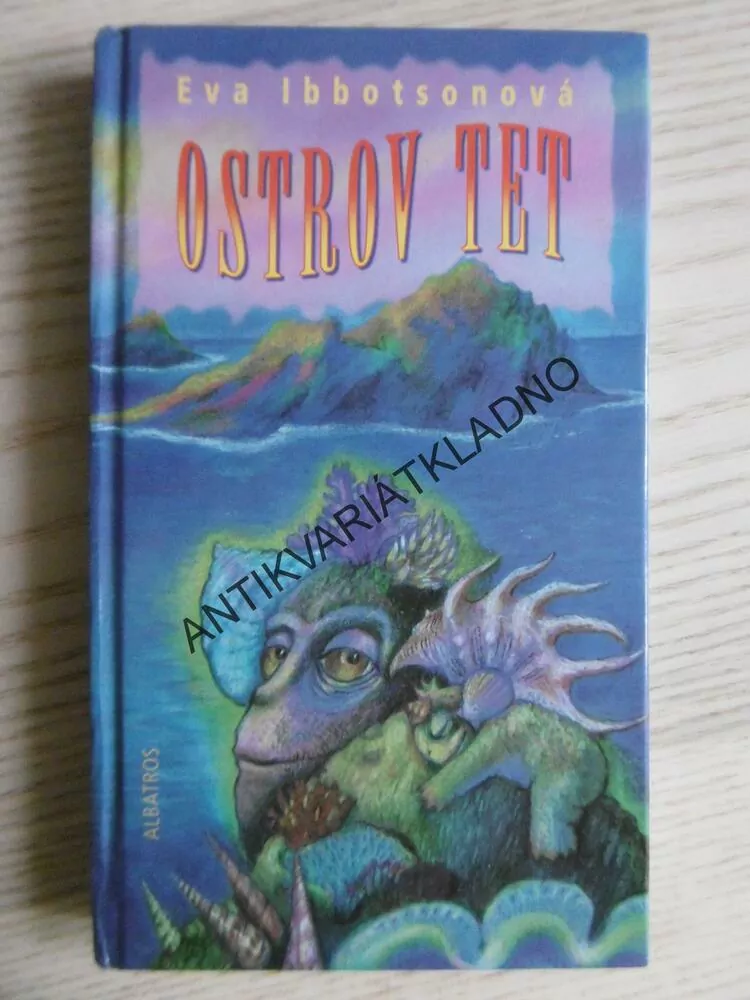 Eva Ibbotsonová
OSTROV TET
ANTIKVARIÁTKLADNO
ALBATROS